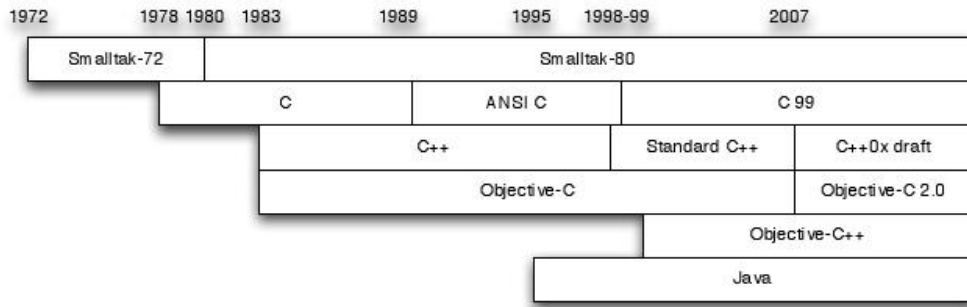 1972 1978 1980 1983 1989 1995 1998-99 2007
Smalltak-72 Smalltak-80
C ANSI C C 99
C++ Standard C++ C++0x draft
Objective-C Objective-C 2.0
Objective-C++
Java